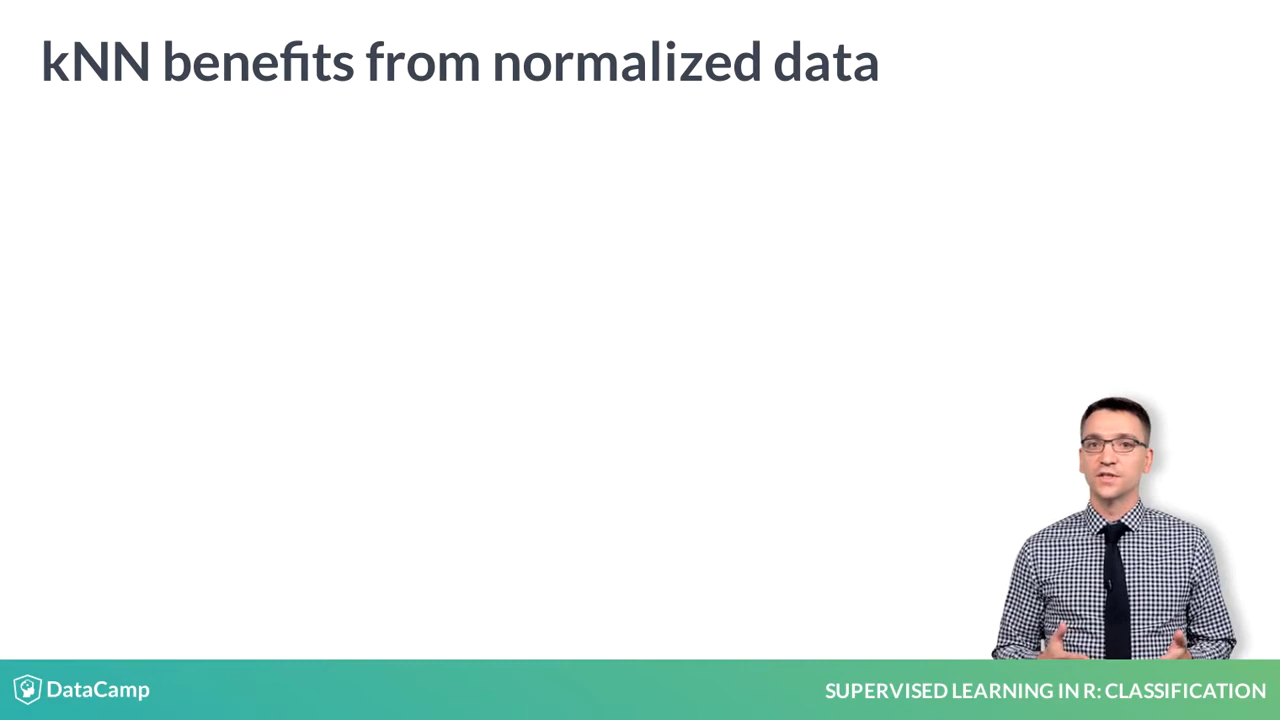 kNN benefits from normalized data
DataCamp
SUPERVISED LEARNING IN R: CLASSIFICATION